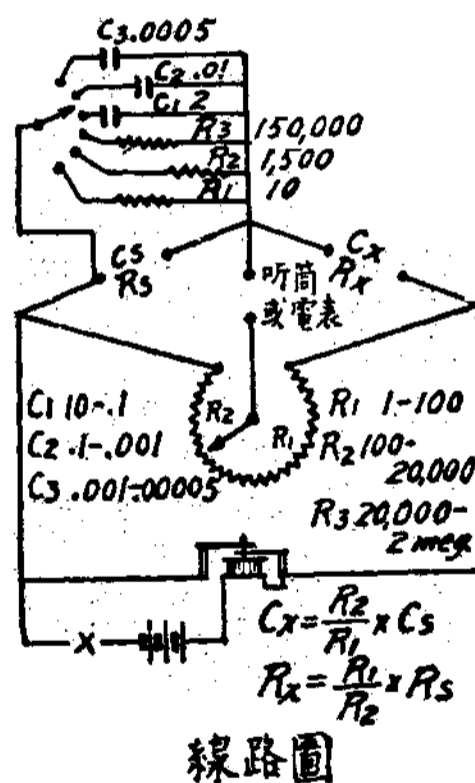 C3.0005
C2.01
C1 2
R3 150,000
R2 1,500
R1 10
Cs
Rs
Cx
Rx
听筒
或電表
R2
R1
C1 10-.1
C2 .1-.001
C3 .001-00005
R1 1-100
R2 100-
20,000
R3 20,000-
2 meg.
X
Cx=R2/R1×Cs
Rx=R1/R2×Rs
線路圖